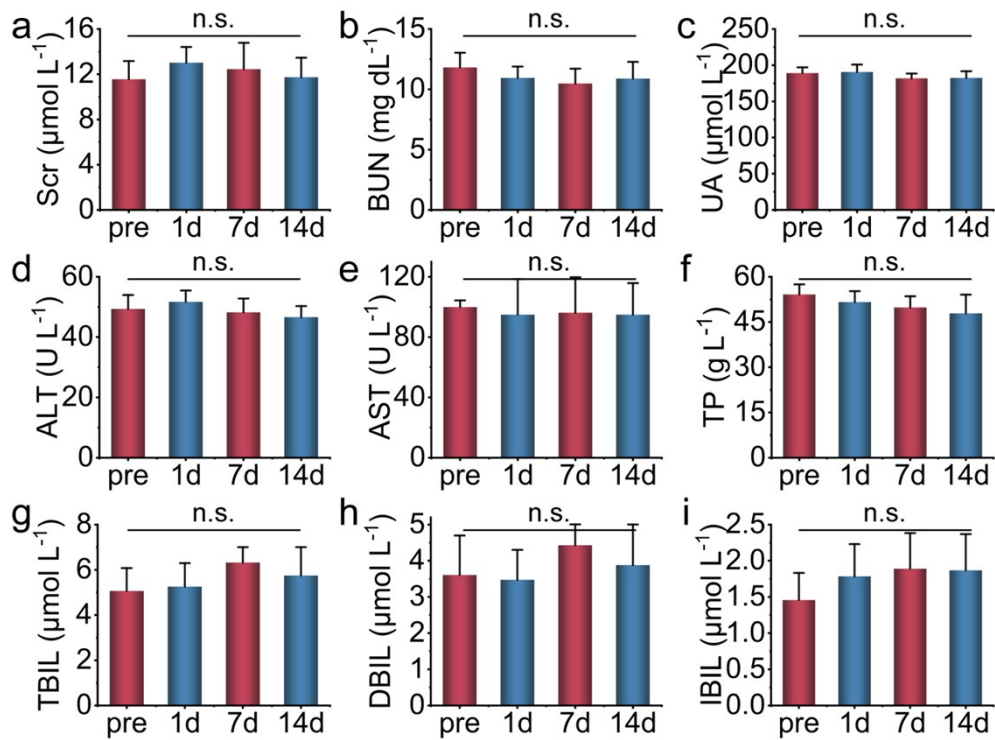 a
n.s.
Scr (μmol L⁻¹)
16
12
8
4
0
pre 1d 7d 14d
b
n.s.
BUN (mg dL⁻¹)
15
10
5
0
pre 1d 7d 14d
c
n.s.
UA (μmol L⁻¹)
250
200
150
100
50
0
pre 1d 7d 14d
d
n.s.
ALT (U L⁻¹)
60
40
20
0
pre 1d 7d 14d
e
n.s.
AST (U L⁻¹)
120
80
40
0
pre 1d 7d 14d
f
n.s.
TP (g L⁻¹)
60
45
30
15
0
pre 1d 7d 14d
g
n.s.
TBIL (μmol L⁻¹)
8
6
4
2
0
pre 1d 7d 14d
h
n.s.
DBIL (μmol L⁻¹)
5
4
3
2
1
0
pre 1d 7d 14d
i
n.s.
IBIL (μmol L⁻¹)
2.5
2.0
1.5
1.0
0.5
0.0
pre 1d 7d 14d